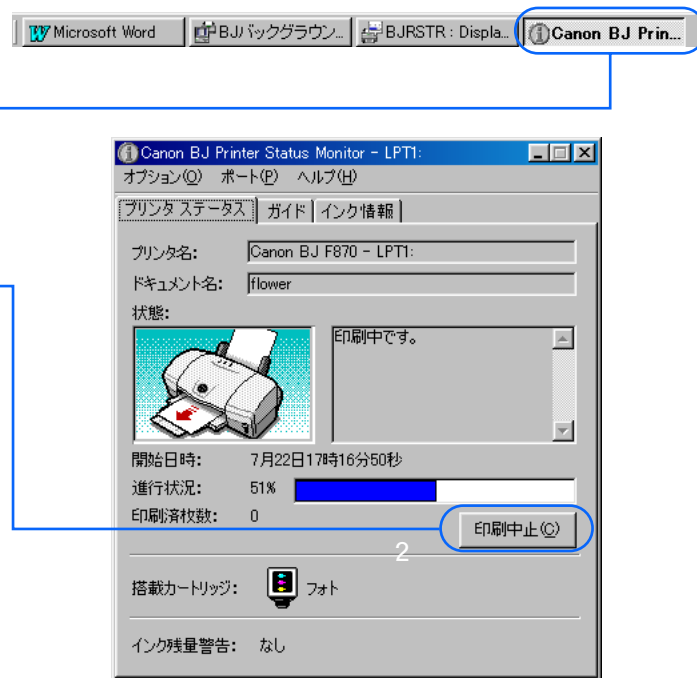 Microsoft Word BJバックグラウン... BJRSTR : Displa... Canon BJ Prin...
Canon BJ Printer Status Monitor - LPT1:
オプション(O) ポート(P) ヘルプ(H)
プリンタ ステータス ガイド インク情報
プリンタ名: Canon BJ F870 - LPT1:
ドキュメント名: flower
状態:
印刷中です。
開始日時: 7月22日17時16分50秒
進行状況: 51%
印刷済枚数: 0
印刷中止(C)
2
搭載カートリッジ: フォト
インク残量警告: なし